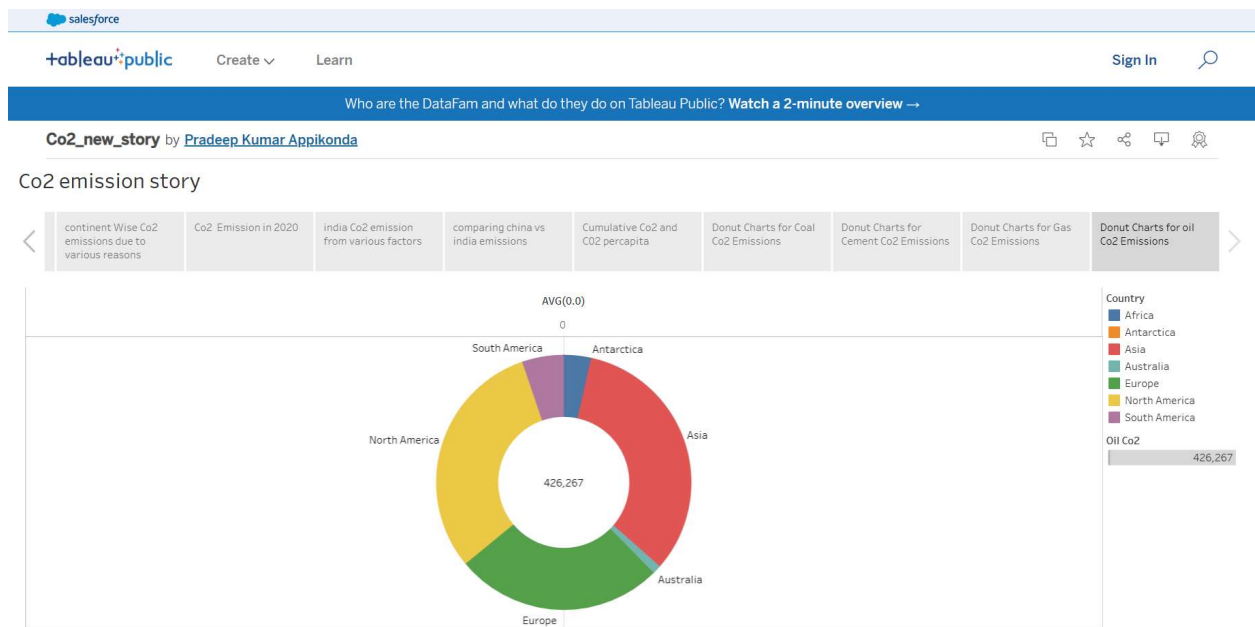 salesforce
+ableau public
Create
Learn
Sign In
Who are the DataFam and what do they do on Tableau Public? Watch a 2-minute overview →
Co2_new_story by Pradeep Kumar Appikonda
Co2 emission story
continent Wise Co2
emissions due to
various reasons
Co2 Emission in 2020
india Co2 emission
from various factors
comparing china vs
india emissions
Cumulative Co2 and
C02 percapita
Donut Charts for Coal
Co2 Emissions
Donut Charts for
Cement Co2 Emissions
Donut Charts for Gas
Co2 Emissions
Donut Charts for oil
Co2 Emissions
AVG(0.0)
0
South America
Antarctica
North America
Asia
426,267
Australia
Europe
Country
Africa
Antarctica
Asia
Australia
Europe
North America
South America
Oil Co2
426,267